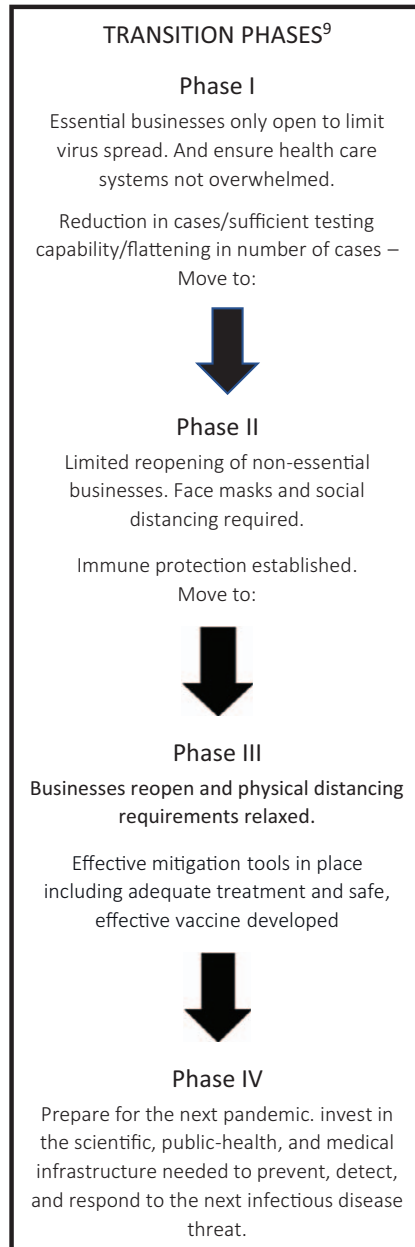 TRANSITION PHASES⁹
Phase I
Essential businesses only open to limit
virus spread. And ensure health care
systems not overwhelmed.
Reduction in cases/sufficient testing
capability/flattening in number of cases –
Move to:
Phase II
Limited reopening of non-essential
businesses. Face masks and social
distancing required.
Immune protection established.
Move to:
Phase III
Businesses reopen and physical distancing
requirements relaxed.
Effective mitigation tools in place
including adequate treatment and safe,
effective vaccine developed
Phase IV
Prepare for the next pandemic. invest in
the scientific, public-health, and medical
infrastructure needed to prevent, detect,
and respond to the next infectious disease
threat.